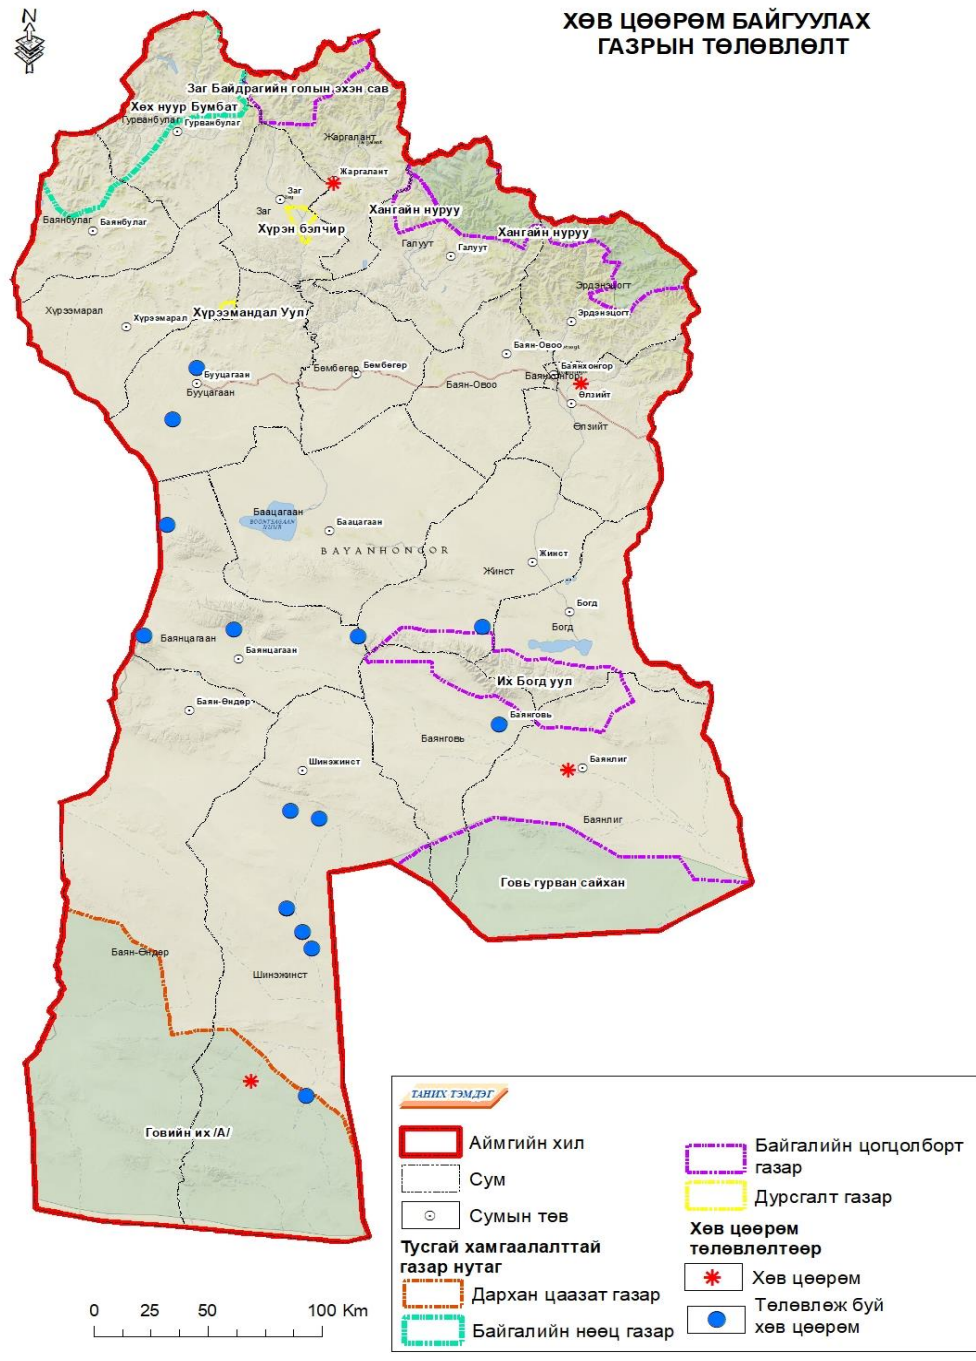 ХӨВ ЦӨӨРӨМ БАЙГУУЛАХ
ГАЗРЫН ТӨЛӨВЛӨЛТ
N
Заг Байдрагийн голын эхэн сав
Хөх нуур Бумбат
Гурванбулаг
Гурванбулаг
Жаргалант
Жаргалант
Заг
Заг
Хүрэн бэлчир
Хангайн нуруу
Хангайн нуруу
Баянбулаг
Баянбулаг
Галуут
Галуут
Эрдэнэцогт
Эрдэнэцогт
Хүрээмарал
Хүрээмарал
Хүрээмандал Уул
Баян-Овоо
Баян-Овоо
Бууцагаан
Бууцагаан
Бөмбөгөр
Бөмбөгөр
Баянхонгор
Баянхонгор
Өлзийт
Өлзийт
Баацагаан
BOONTSAGAAN
NUUR
Баацагаан
BAYANHONGOR
Жинст
Жинст
Богд
Богд
Баянцагаан
Баянцагаан
Их Богд уул
Баян-Өндөр
Баянговь
Баянговь
Шинэжинст
Баянлиг
Баянлиг
Говь гурван сайхан
Баян-Өндөр
Шинэжинст
Говийн их /А/
ТАНИХ ТЭМДЭГ
Аймгийн хил
Сум
Сумын төв
Тусгай хамгаалалттай
газар нутаг
Дархан цаазат газар
Байгалийн нөөц газар
Байгалийн цогцолборт
газар
Дурсгалт газар
Хөв цөөрөм
төлөвлөлтөөр
Хөв цөөрөм
Төлөвлөж буй
хөв цөөрөм
0 25 50 100 Km